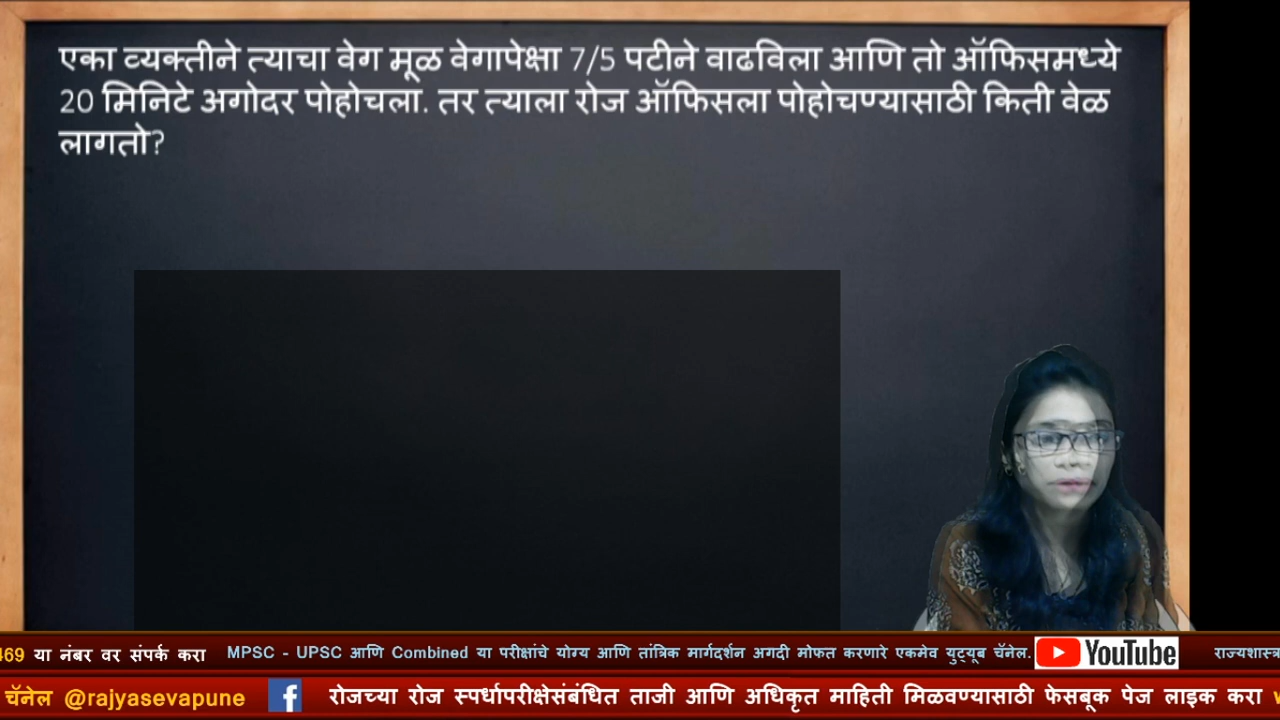 एका व्यक्तीने त्याचा वेग मूळ वेगापेक्षा 7/5 पटीने वाढविला आणि तो ऑफिसमध्ये
20 मिनिटे अगोदर पोहोचला. तर त्याला रोज ऑफिसला पोहोचण्यासाठी किती वेळ
लागतो?
469 या नंबर वर संपर्क करा MPSC - UPSC आणि Combined या परीक्षांचे योग्य आणि तांत्रिक मार्गदर्शन अगदी मोफत करणारे एकमेव युट्यूब चॅनेल. YouTube राज्यशास्त्र
चॅनेल @rajyasevapune f रोजच्या रोज स्पर्धापरीक्षेसंबंधित ताजी आणि अधिकृत माहिती मिळवण्यासाठी फेसबूक पेज लाइक करा